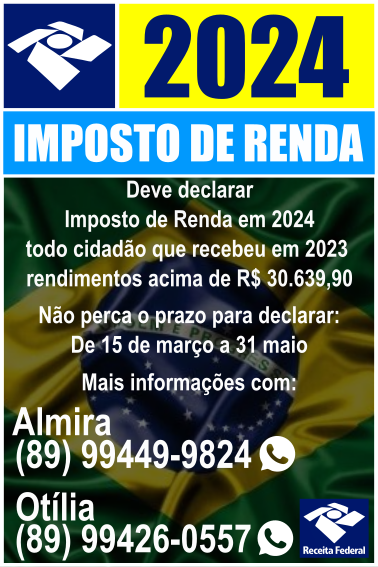 2024
IMPOSTO DE RENDA
Deve declarar
Imposto de Renda em 2024
todo cidadão que recebeu em 2023
rendimentos acima de R$ 30.639,90
Não perca o prazo para declarar:
De 15 de março a 31 maio
Mais informações com:
Almira
(89) 99449-9824
Otília
(89) 99426-0557
Receita Federal